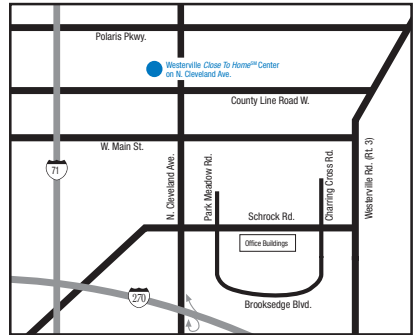 Polaris Pkwy.
Westerville Close To Home℠ Center
on N. Cleveland Ave.
County Line Road W.
W. Main St.
71
N. Cleveland Ave.
Park Meadow Rd.
Charring Cross Rd.
Westerville Rd. (Rt. 3)
Schrock Rd.
Office Buildings
270
Brooksedge Blvd.